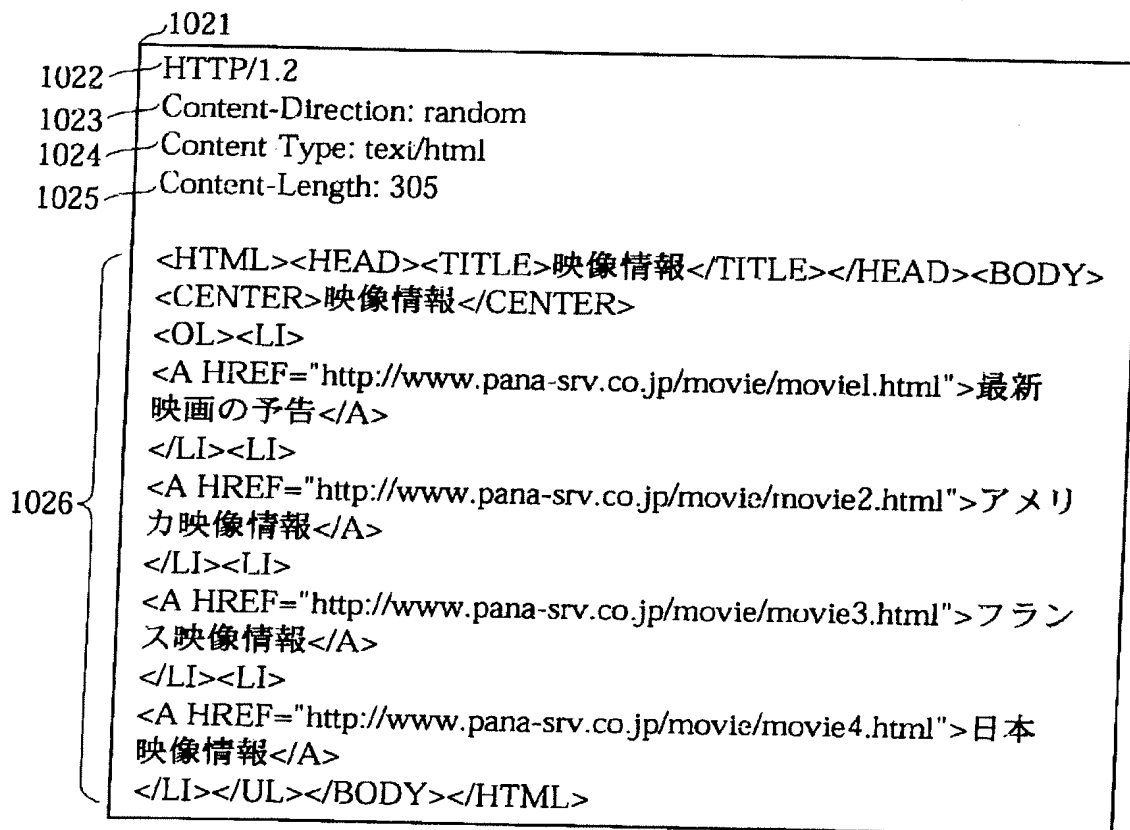 1021
1022 HTTP/1.2
1023 Content-Direction: random
1024 Content Type: text/html
1025 Content-Length: 305
<HTML><HEAD><TITLE>映像情報</TITLE></HEAD><BODY>
<CENTER>映像情報</CENTER>
<OL><LI>
<A HREF="http://www.pana-srv.co.jp/movie/movie1.html">最新
映画の予告</A>
</LI><LI>
1026 <A HREF="http://www.pana-srv.co.jp/movie/movie2.html">アメリ
カ映像情報</A>
</LI><LI>
<A HREF="http://www.pana-srv.co.jp/movie/movie3.html">フラン
ス映像情報</A>
</LI><LI>
<A HREF="http://www.pana-srv.co.jp/movie/movie4.html">日本
映像情報</A>
</LI></UL></BODY></HTML>